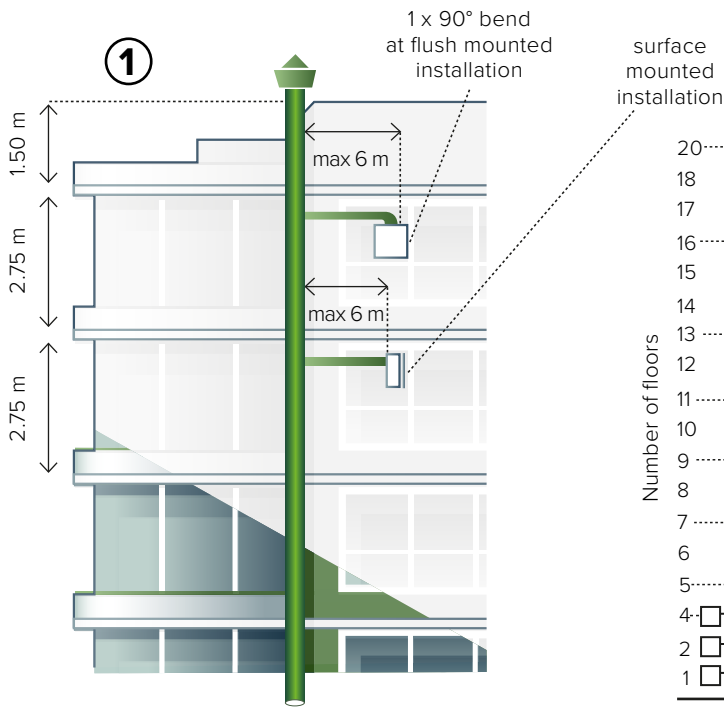 1
1 x 90° bend
at flush mounted
installation
surface
mounted
installation
1.50 m
max 6 m
2.75 m
max 6 m
2.75 m
Number of floors
20
18
17
16
15
14
13
12
11
10
9
8
7
6
5
4
2
1